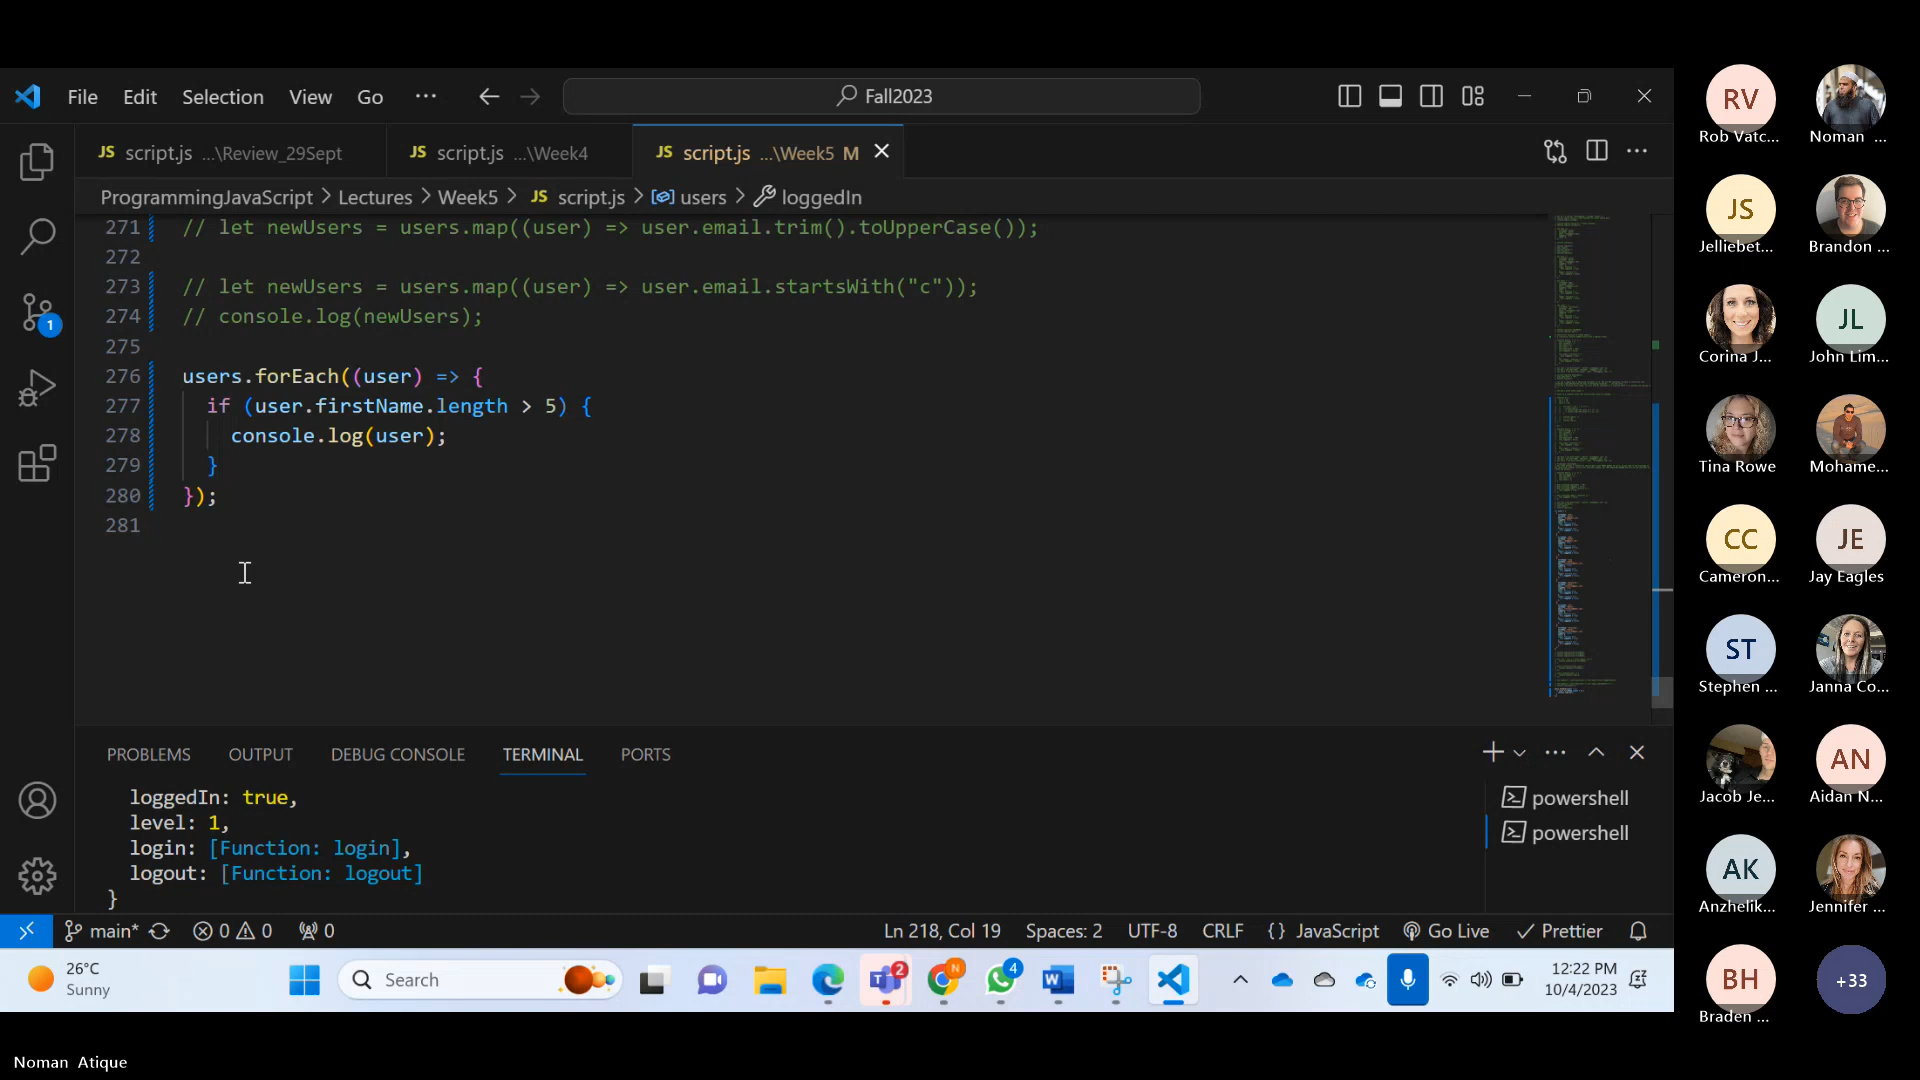 File Edit Selection View Go ... Fall2023
JS script.js ...\Review_29Sept JS script.js ...\Week4 JS script.js ...\Week5 M
ProgrammingJavaScript > Lectures > Week5 > JS script.js > users > loggedIn
271 // let newUsers = users.map((user) => user.email.trim().toUpperCase());
272
273 // let newUsers = users.map((user) => user.email.startsWith("c"));
274 // console.log(newUsers);
275
276 users.forEach((user) => {
277 if (user.firstName.length > 5) {
278 console.log(user);
279 }
280 });
281
PROBLEMS OUTPUT DEBUG CONSOLE TERMINAL PORTS
loggedIn: true,
level: 1,
login: [Function: login],
logout: [Function: logout]
}
powershell
powershell
main* 0 0 0 Ln 218, Col 19 Spaces: 2 UTF-8 CRLF {} JavaScript Go Live Prettier
1
26°C
Sunny
Search
2
N
4
12:22 PM
10/4/2023
RV
Rob Vatc... Noman ...
JS
Jelliebet... Brandon ...
JL
Corina J... John Lim...
Tina Rowe Mohame...
CC JE
Cameron... Jay Eagles
ST
Stephen ... Janna Co...
AN
Jacob Je... Aidan N...
AK
Anzhelik... Jennifer ...
BH +33
Braden ...
Noman Atique